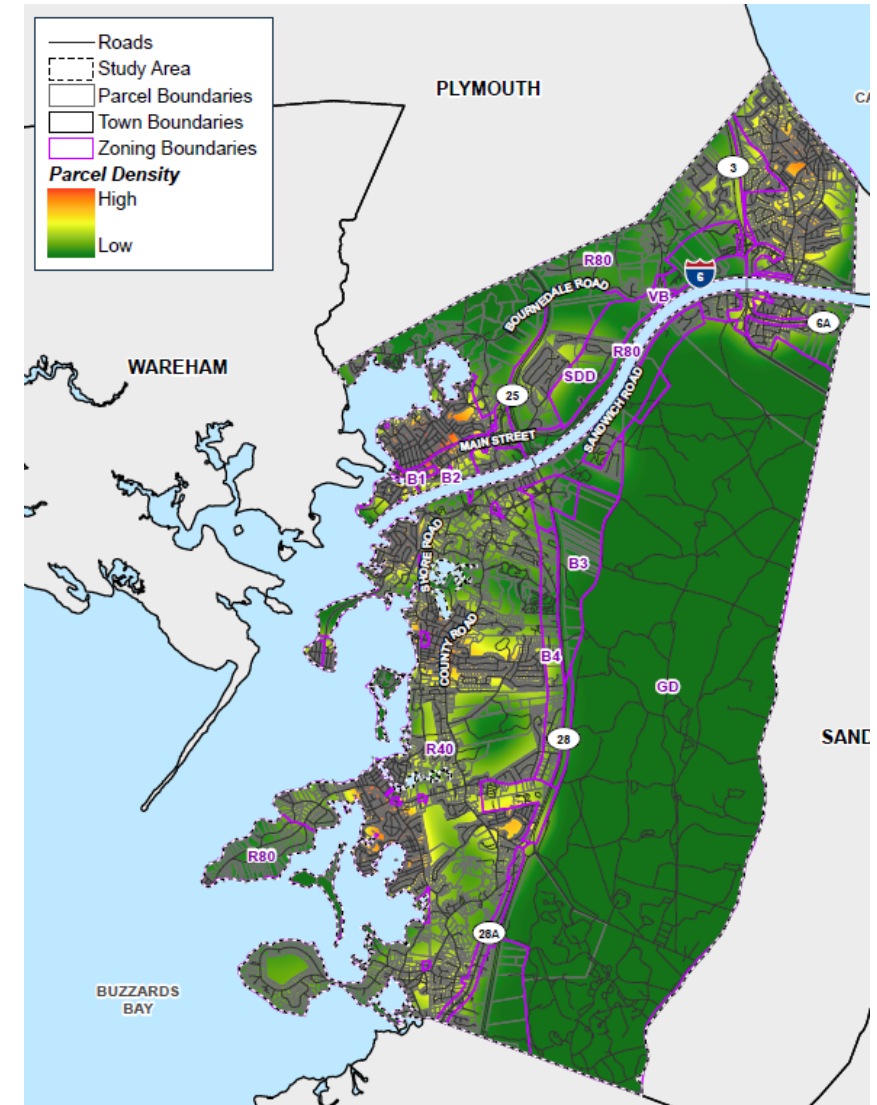 Roads
Study Area
Parcel Boundaries
Town Boundaries
Zoning Boundaries
Parcel Density
High
Low
PLYMOUTH
CA
3
R80
6
BOURNEDALE ROAD
VB
6A
WAREHAM
R80
SDD
25
SANDWICH ROAD
MAIN STREET
B1
B2
SHORE ROAD
B3
COUNTY ROAD
B4
GD
28
SAND
R40
R80
28A
BUZZARDS
BAY